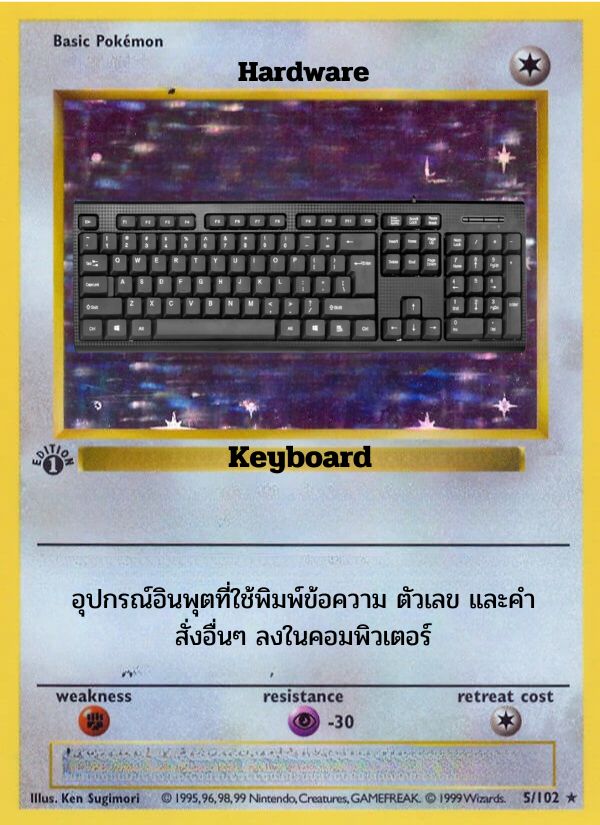 Basic Pokémon
Hardware
EDITION
1
Keyboard
อุปกรณ์อินพุตที่ใช้พิมพ์ข้อความ ตัวเลข และคำ
สั่งอื่นๆ ลงในคอมพิวเตอร์
weakness resistance retreat cost
-30
Illus. Ken Sugimori © 1995, 96, 98, 99 Nintendo, Creatures, GAMEFREAK. © 1999 Wizards. 5/102 ★